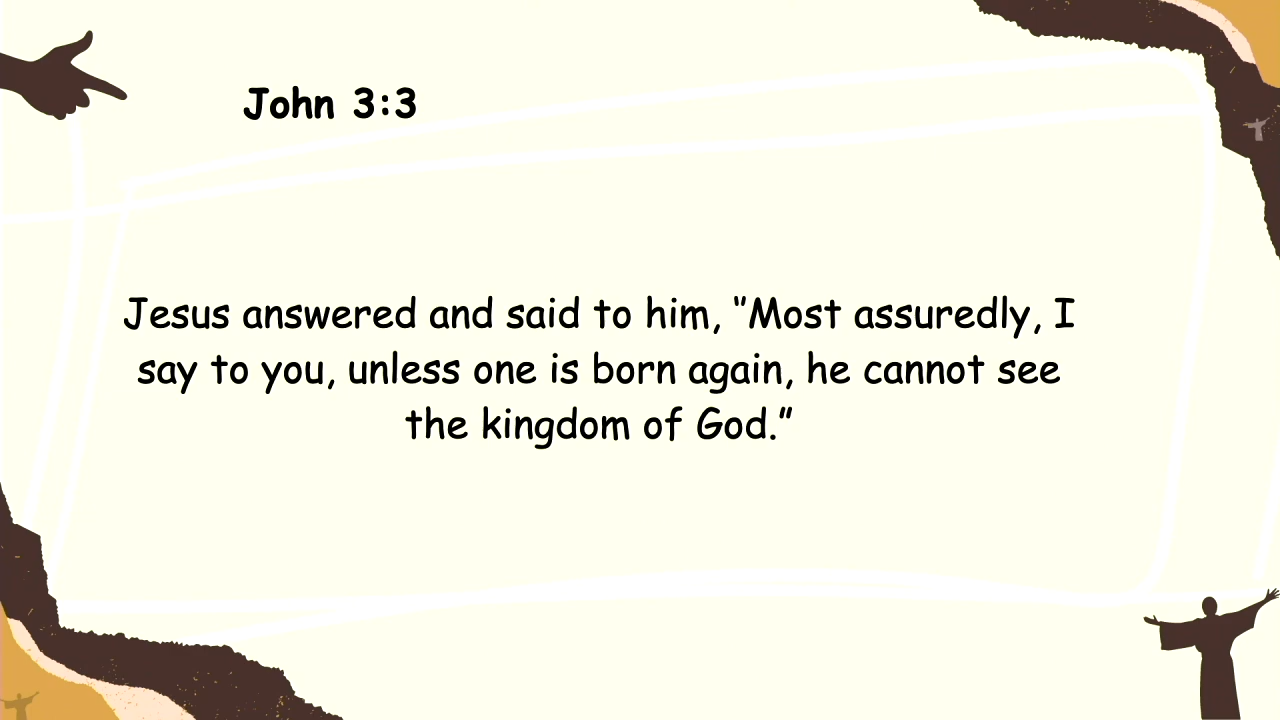 John 3:3
Jesus answered and said to him, “Most assuredly, I
say to you, unless one is born again, he cannot see
the kingdom of God.”